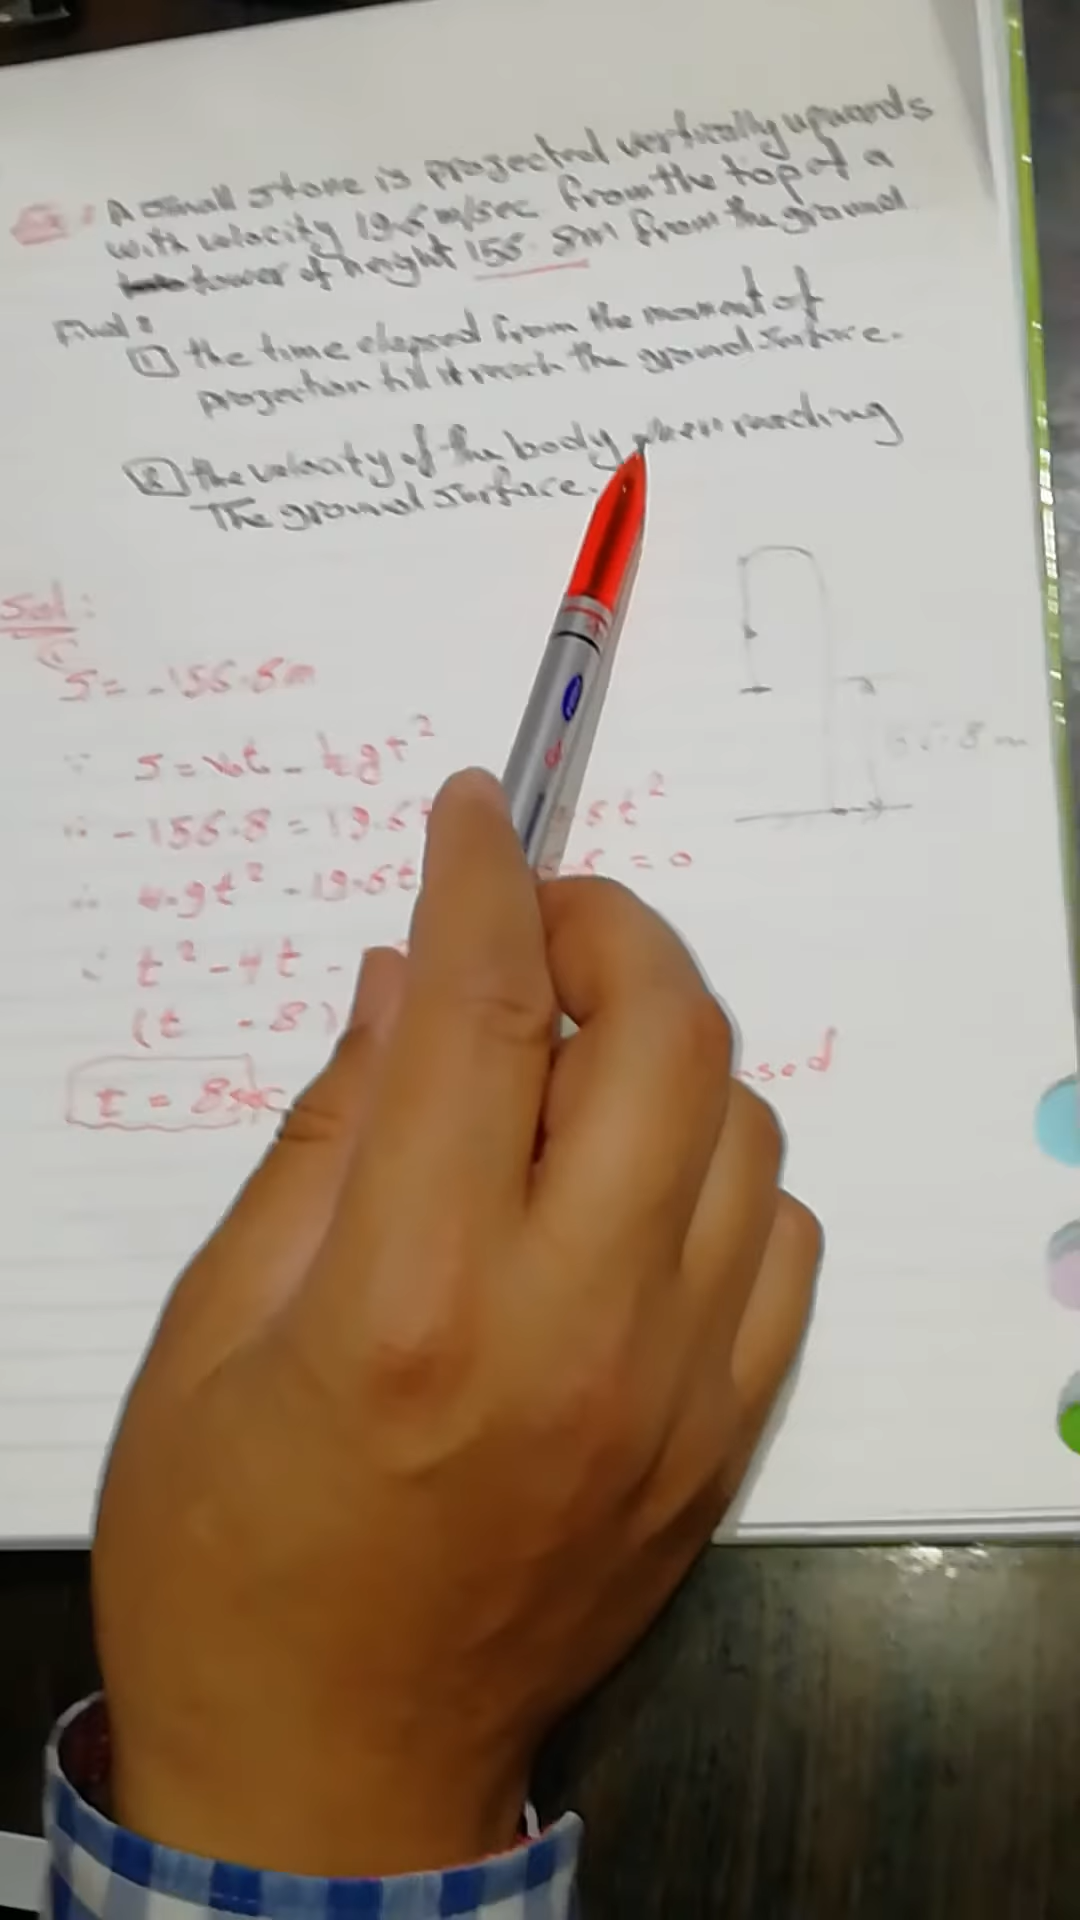 Ex: A small stone is projected vertically upwards
with velocity 19.6 m/sec from the top of a
tower of height 156.8m from the ground
Find:
① the time elapsed from the moment of
projection till it reach the ground surface.
② the velocity of the body when reaching
The ground surface.
Sol:
S = -156.8m
∵ S = V₀t - ½gt²
∴ -156.8 = 19.6t
∴ 4.9t² - 19.6t = 0
∵ t² - 4t -
(t - 8)
t = 8sec